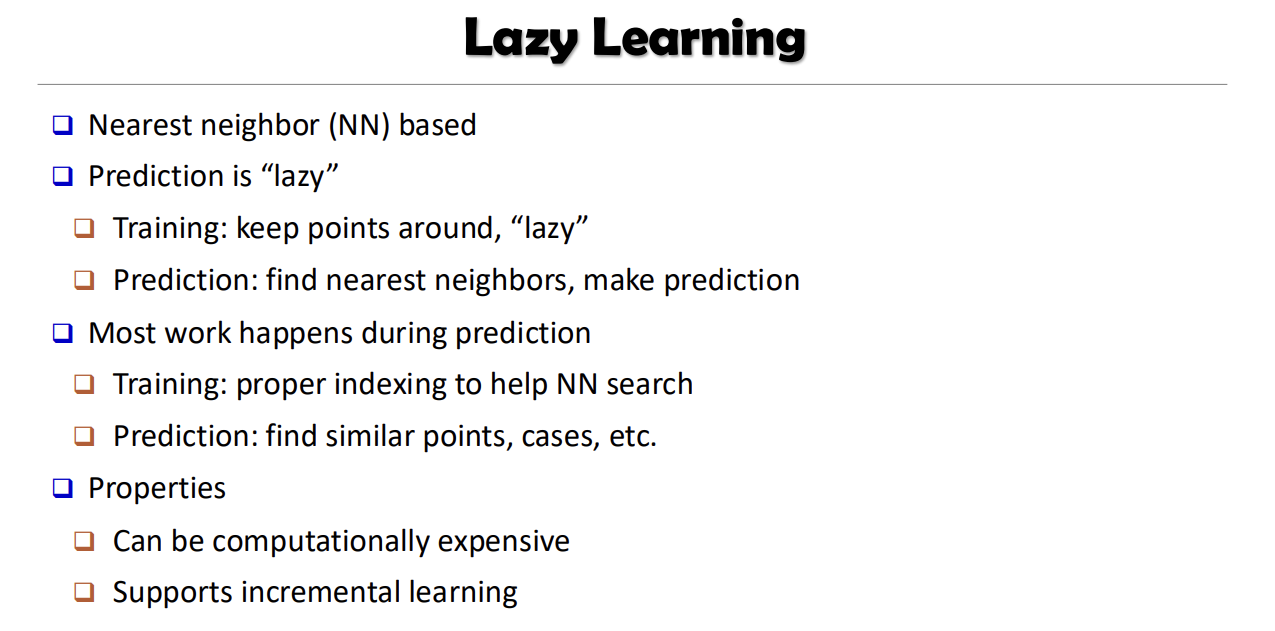 Lazy Learning
Nearest neighbor (NN) based
Prediction is “lazy”
Training: keep points around, “lazy”
Prediction: find nearest neighbors, make prediction
Most work happens during prediction
Training: proper indexing to help NN search
Prediction: find similar points, cases, etc.
Properties
Can be computationally expensive
Supports incremental learning